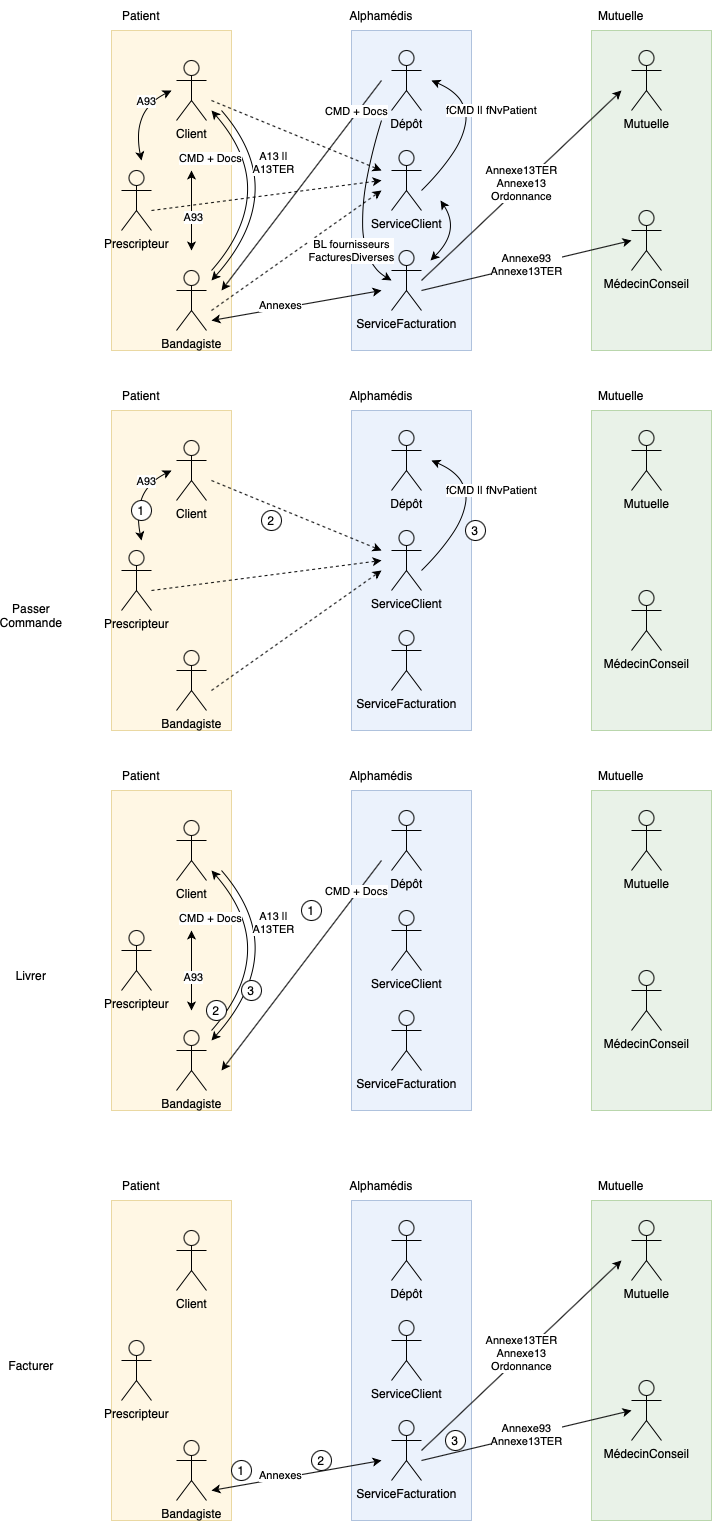 Patient
Alphamédis
Mutuelle
A93
Client
CMD + Docs
A13 ||
A13TER
CMD + Docs
Dépôt
fCMD || fNvPatient
Mutuelle
Annexe13TER
Annexe13
Ordonnance
A93
Prescripteur
ServiceClient
BL fournisseurs
FacturesDiverses
Annexe93
Annexe13TER
MédecinConseil
Annexes
Bandagiste
ServiceFacturation
Patient
Alphamédis
Mutuelle
A93
1
Client
2
Dépôt
fCMD || fNvPatient
3
Mutuelle
Passer
Commande
Prescripteur
ServiceClient
MédecinConseil
Bandagiste
ServiceFacturation
Patient
Alphamédis
Mutuelle
Client
CMD + Docs
A13 ||
A13TER
1
CMD + Docs
Dépôt
Mutuelle
Livrer
A93
Prescripteur
2
3
ServiceClient
MédecinConseil
Bandagiste
ServiceFacturation
Patient
Alphamédis
Mutuelle
Client
Dépôt
Mutuelle
Facturer
Annexe13TER
Annexe13
Ordonnance
Prescripteur
ServiceClient
3
Annexe93
Annexe13TER
MédecinConseil
1
Annexes
2
Bandagiste
ServiceFacturation